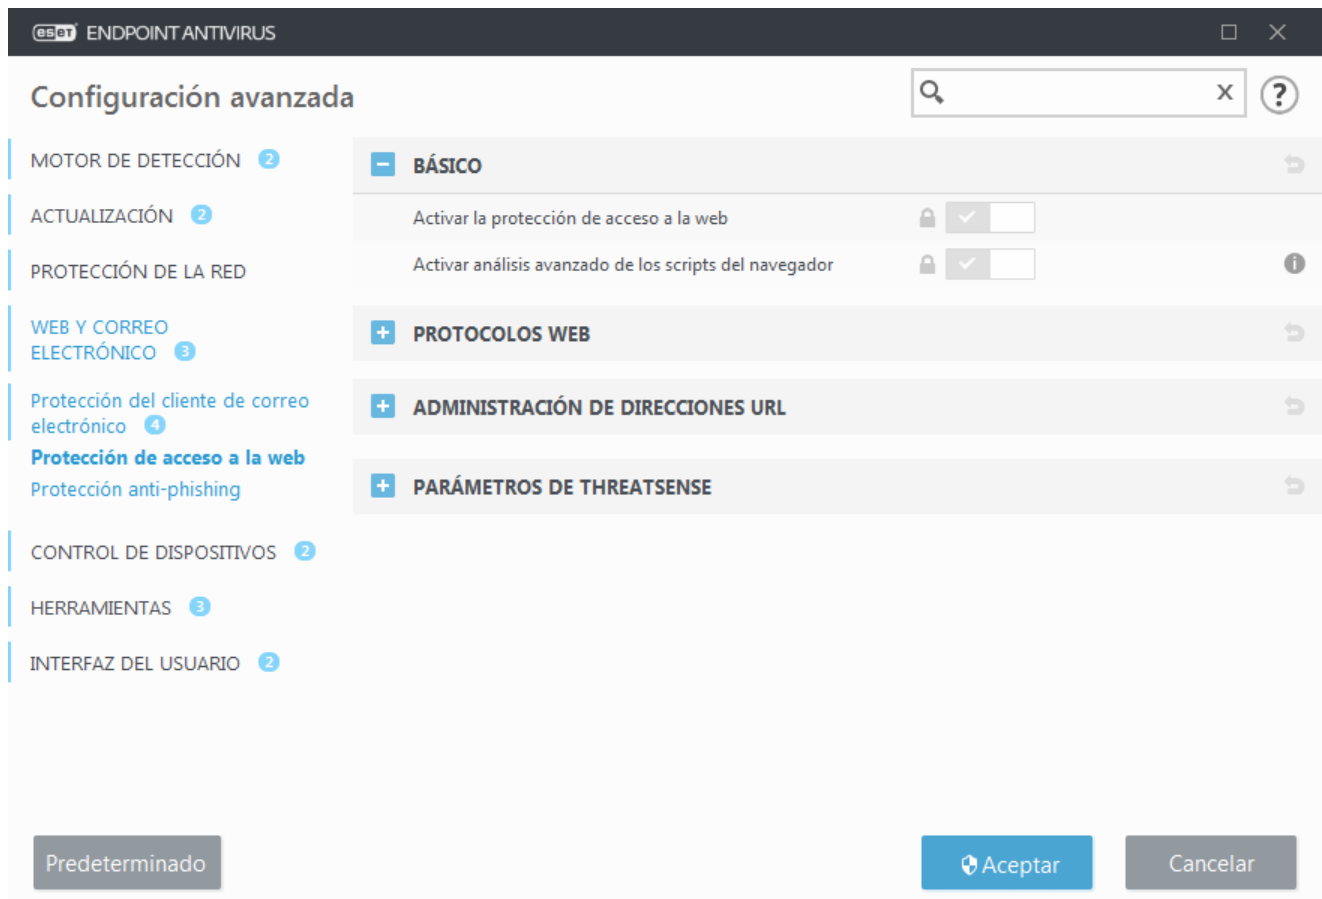 eset ENDPOINT ANTIVIRUS
Configuración avanzada
x
?
MOTOR DE DETECCIÓN 2
ACTUALIZACIÓN 2
PROTECCIÓN DE LA RED
WEB Y CORREO
ELECTRÓNICO 3
Protección del cliente de correo
electrónico 4
Protección de acceso a la web
Protección anti-phishing
CONTROL DE DISPOSITIVOS 2
HERRAMIENTAS 3
INTERFAZ DEL USUARIO 2
BÁSICO
Activar la protección de acceso a la web
Activar análisis avanzado de los scripts del navegador
PROTOCOLOS WEB
ADMINISTRACIÓN DE DIRECCIONES URL
PARÁMETROS DE THREATSENSE
Predeterminado
Aceptar
Cancelar